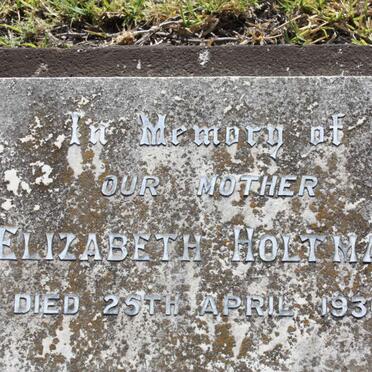 In Memory of
OUR MOTHER
ELIZABETH HOLTMA
DIED 25TH APRIL 193